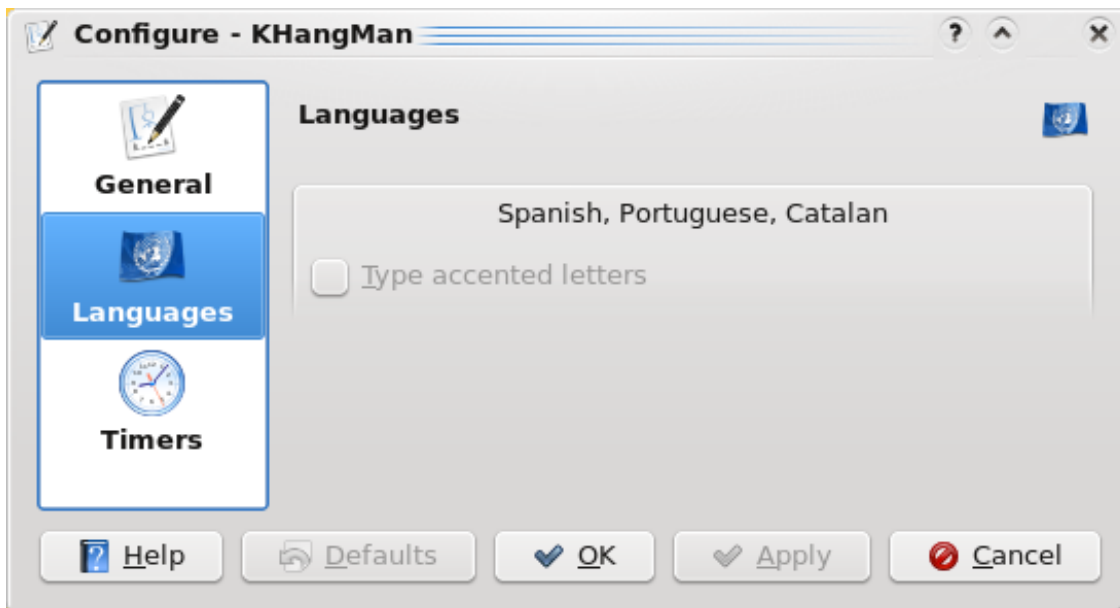 Configure - KHangMan
General
Languages
Timers
Languages
Spanish, Portuguese, Catalan
Type accented letters
Help
Defaults
OK
Apply
Cancel